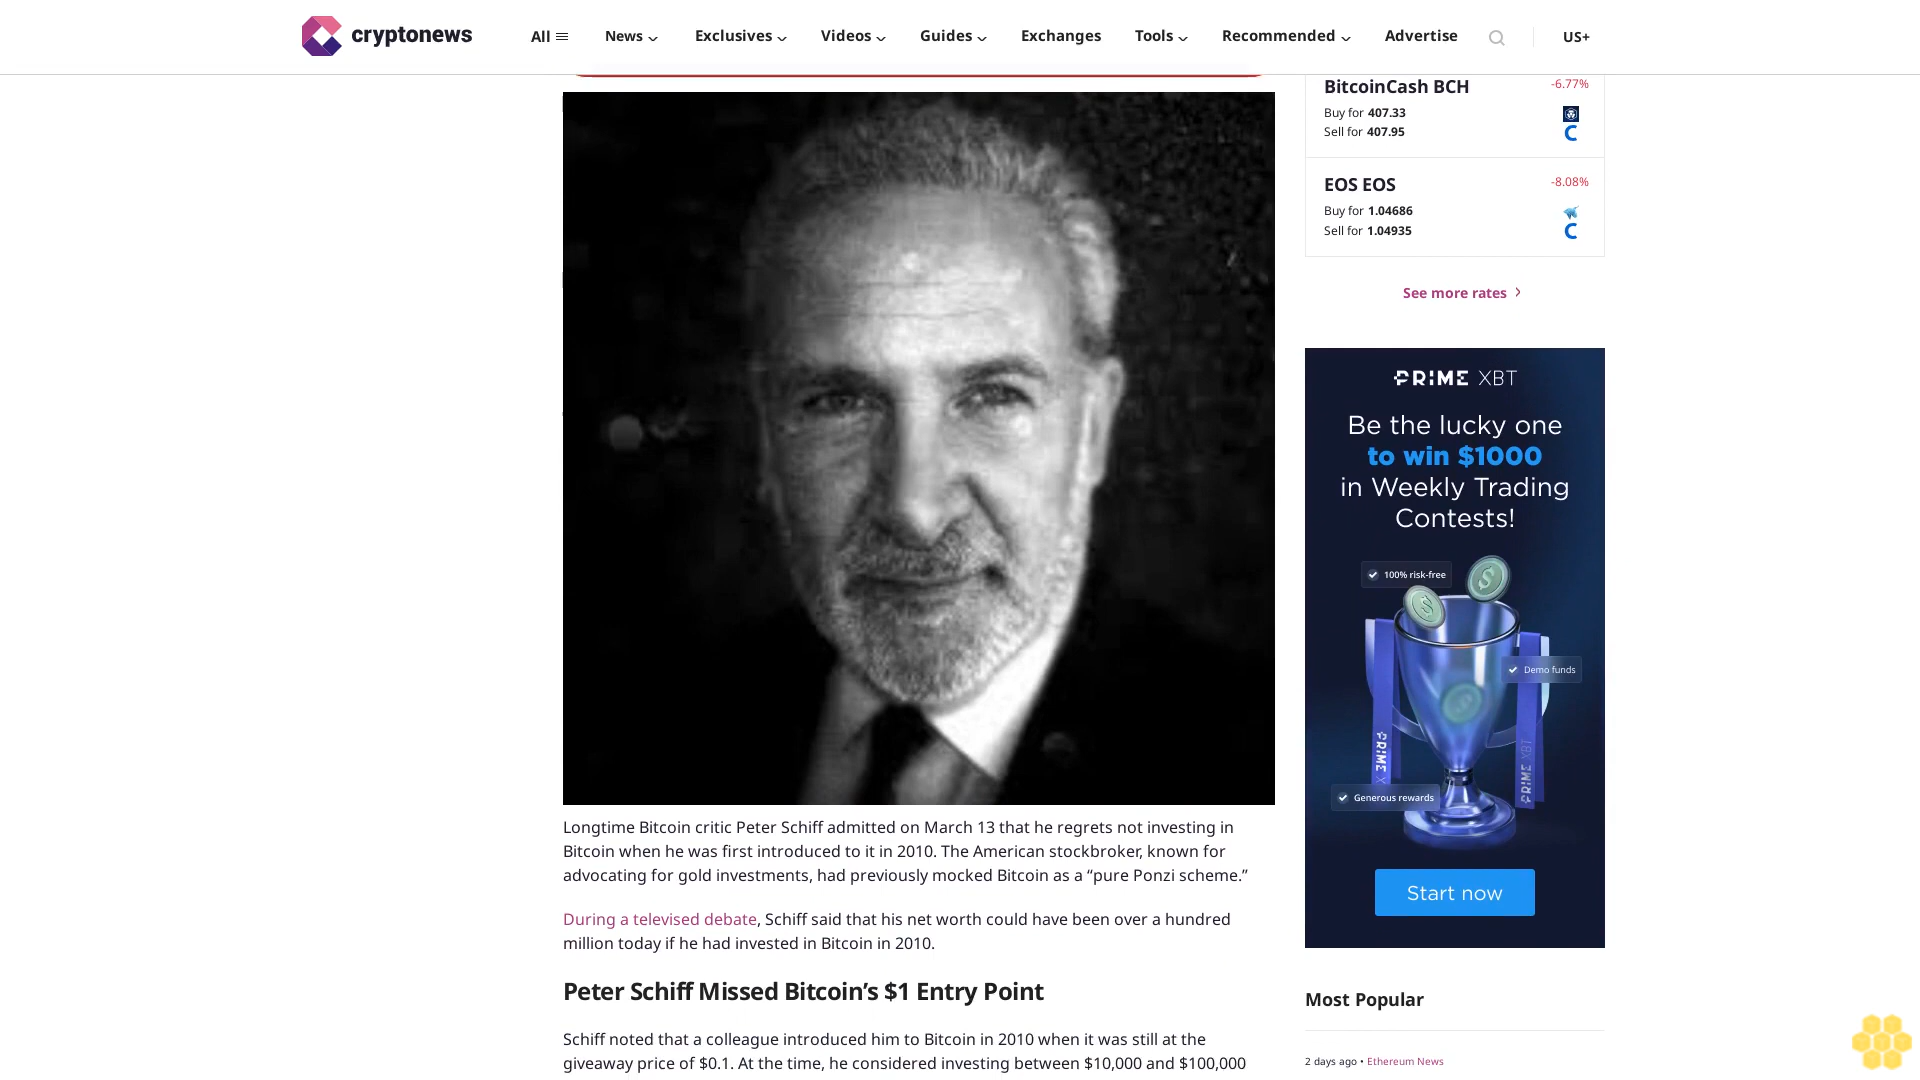 cryptonews
All
News
Exclusives
Videos
Guides
Exchanges
Tools
Recommended
Advertise
US+
BitcoinCash BCH
-6.77%
Buy for 407.33
Sell for 407.95
EOS EOS
-8.08%
Buy for 1.04686
Sell for 1.04935
See more rates
PRIME XBT
Be the lucky one
to win $1000
in Weekly Trading
Contests!
100% risk-free
Demo funds
PRIME X
PRIME XBT
Generous rewards
Start now
Longtime Bitcoin critic Peter Schiff admitted on March 13 that he regrets not investing in
Bitcoin when he was first introduced to it in 2010. The American stockbroker, known for
advocating for gold investments, had previously mocked Bitcoin as a “pure Ponzi scheme.”
During a televised debate, Schiff said that his net worth could have been over a hundred
million today if he had invested in Bitcoin in 2010.
Peter Schiff Missed Bitcoin’s $1 Entry Point
Schiff noted that a colleague introduced him to Bitcoin in 2010 when it was still at the
giveaway price of $0.1. At the time, he considered investing between $10,000 and $100,000
Most Popular
2 days ago • Ethereum News